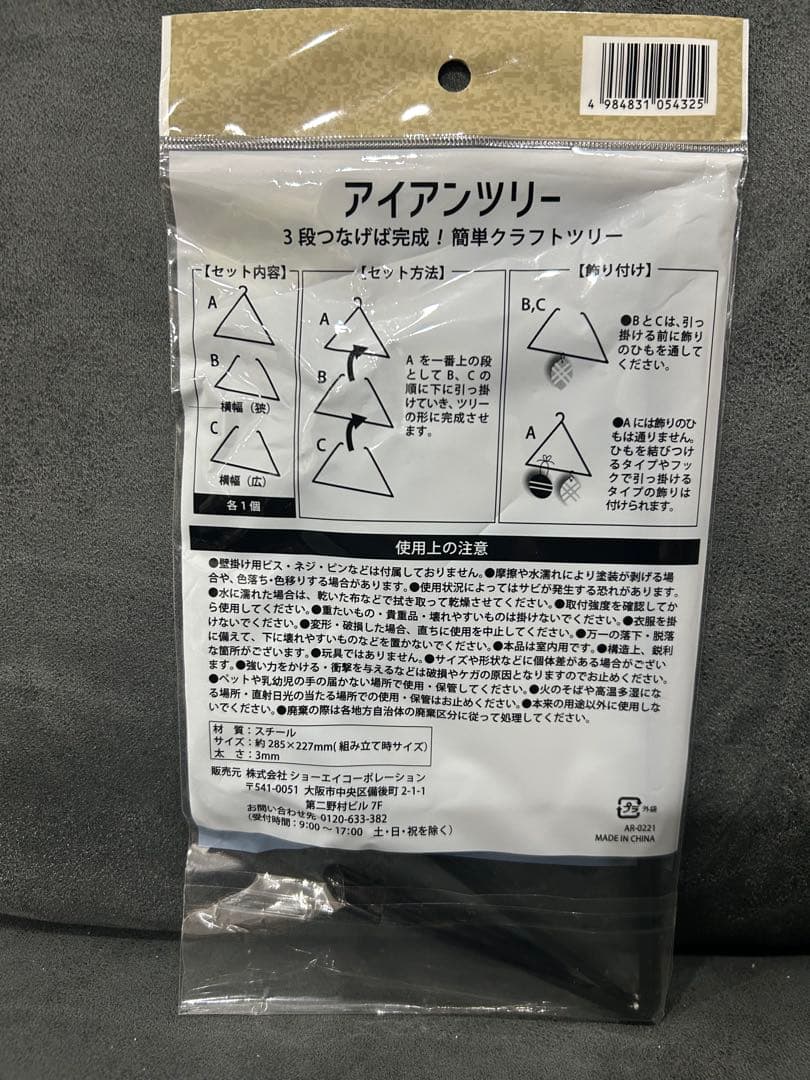 4 984831 054325
アイアンツリー
3段つなげば完成！簡単クラフトツリー
【セット内容】
A
B
横幅（狭）
C
横幅（広）
各1個
【セット方法】
A
B
C
Aを一番上の段
としてB、Cの
順に下に引っ掛
けていき、ツリー
の形に完成させ
ます。
【飾り付け】
B,C
●BとCは、引っ
掛ける前に飾り
のひもを通して
ください。
A
●Aには飾りのひ
もは通りません。
ひもを結びつけ
るタイプやフッ
クで引っ掛ける
タイプの飾りは
付けられます。
使用上の注意
●壁掛け用ビス・ネジ・ピンなどは付属しておりません。●摩擦や水濡れにより塗装が剥げる場
合や、色落ち・色移りする場合があります。●使用状況によってはサビが発生する恐れがあります。
●水に濡れた場合は、乾いた布などで拭き取って乾燥させてください。●取付強度を確認してか
ら使用してください。●重たいもの・貴重品・壊れやすいものは掛けないでください。●衣服を掛
けないでください。●変形・破損した場合、直ちに使用を中止してください。●万一の落下・脱落
に備えて、下に壊れやすいものなどを置かないでください。●本品は室内用です。●構造上、鋭利
な箇所がございます。●玩具ではありません。●サイズや形状などに個体差がある場合がござい
ます。●強い力をかける・衝撃を与えるなどは破損やケガの原因となりますのでお止めください。
●ペットや乳幼児の手の届かない場所で使用・保管してください。●火のそばや高温多湿にな
る場所・直射日光の当たる場所での使用・保管はお止めください。●本来の用途以外に使用しな
いでください。●廃棄の際は各地方自治体の廃棄区分に従って処理してください。
材 質：スチール
サイズ：約285×227mm(組み立て時サイズ)
太 さ：3mm
販売元 株式会社 ショーエイコーポレーション
〒541-0051 大阪市中央区備後町2-1-1
第二野村ビル 7F
お問い合わせ先 0120-633-382
（受付時間：9:00～17:00 土・日・祝を除く）
プラ 外袋
AR-0221
MADE IN CHINA